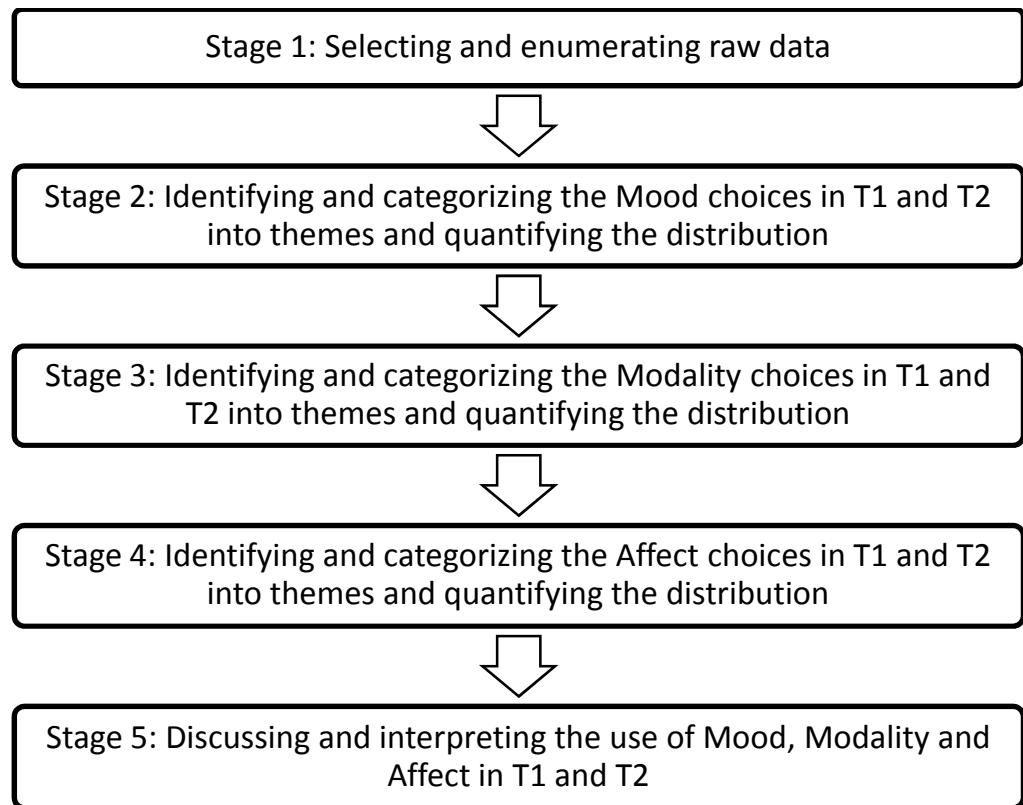 Stage 1: Selecting and enumerating raw data
Stage 2: Identifying and categorizing the Mood choices in T1 and T2
into themes and quantifying the distribution
Stage 3: Identifying and categorizing the Modality choices in T1 and
T2 into themes and quantifying the distribution
Stage 4: Identifying and categorizing the Affect choices in T1 and T2
into themes and quantifying the distribution
Stage 5: Discussing and interpreting the use of Mood, Modality and
Affect in T1 and T2